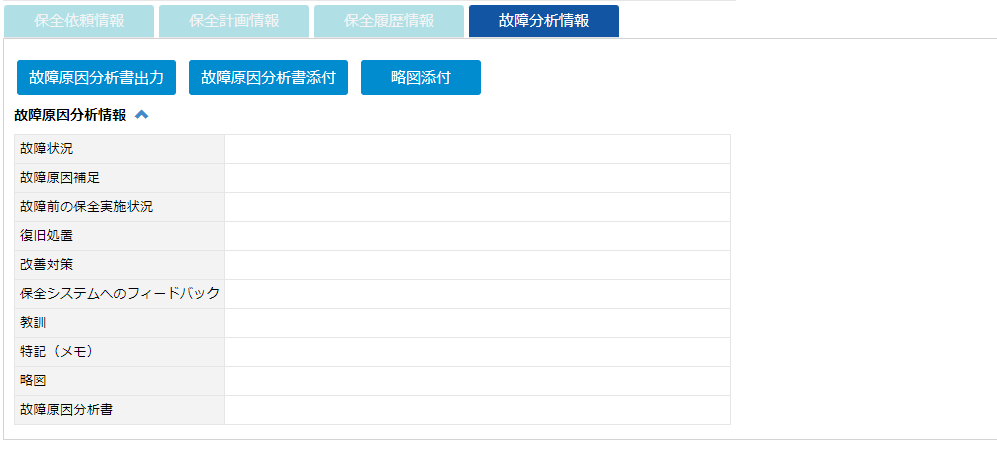 保全依頼情報 保全計画情報 保全履歴情報 故障分析情報
故障原因分析書出力 故障原因分析書添付 略図添付
故障原因分析情報
故障状況
故障原因補足
故障前の保全実施状況
復旧処置
改善対策
保全システムへのフィードバック
教訓
特記（メモ）
略図
故障原因分析書